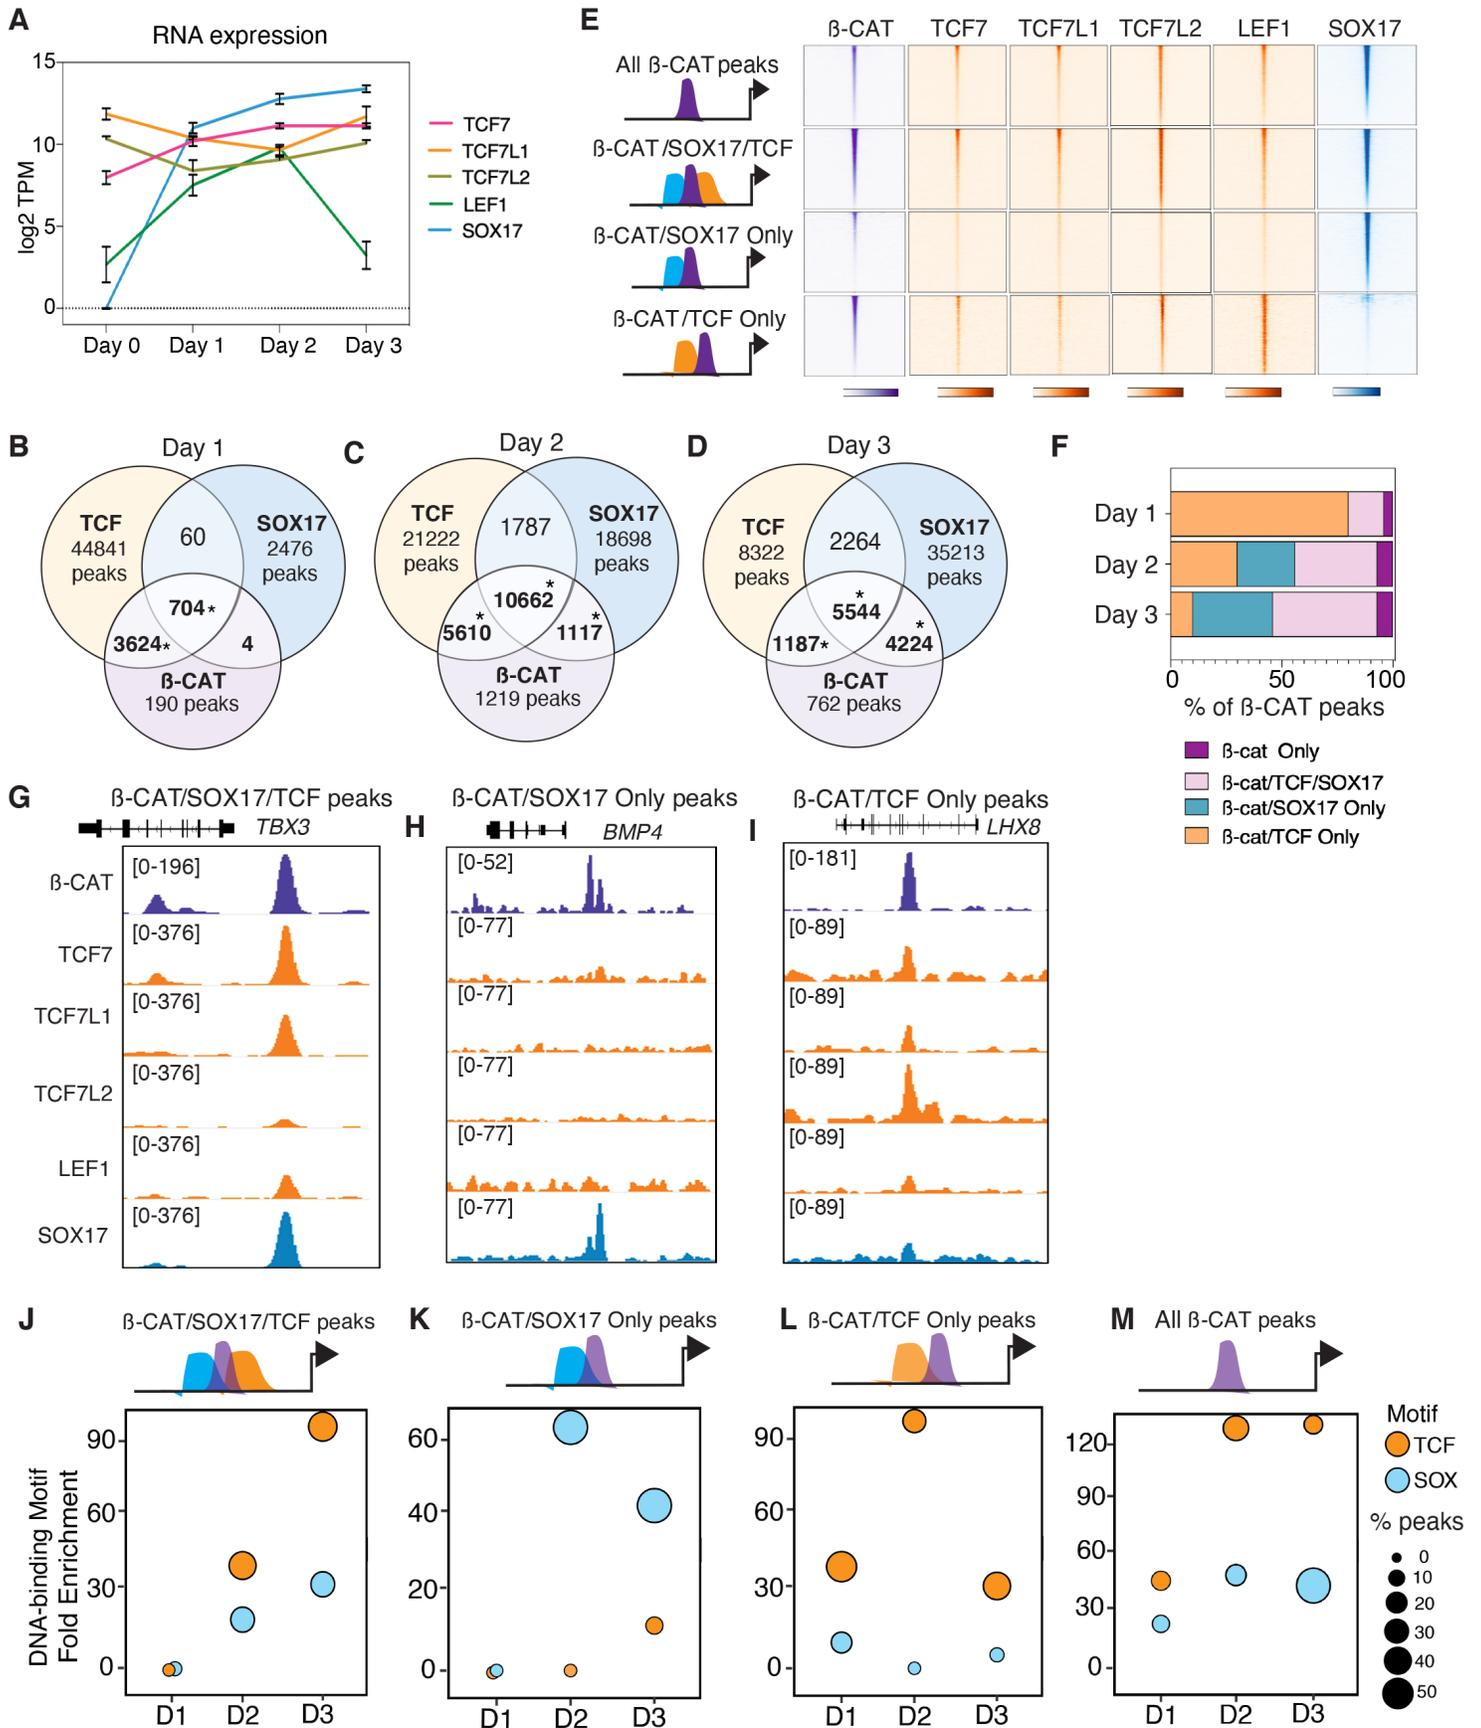 A
RNA expression
15
10
5
0
log2 TPM
Day 0
Day 1
Day 2
Day 3
TCF7
TCF7L1
TCF7L2
LEF1
SOX17
E
ß-CAT
TCF7
TCF7L1
TCF7L2
LEF1
SOX17
All ß-CAT peaks
ß-CAT/SOX17/TCF
ß-CAT/SOX17 Only
ß-CAT/TCF Only
B
Day 1
TCF
44841
peaks
60
SOX17
2476
peaks
704*
3624*
4
ß-CAT
190 peaks
C
Day 2
TCF
21222
peaks
1787
SOX17
18698
peaks
*
10662
*
5610
*
1117
ß-CAT
1219 peaks
D
Day 3
TCF
8322
peaks
2264
SOX17
35213
peaks
*
5544
1187*
*
4224
ß-CAT
762 peaks
F
Day 1
Day 2
Day 3
0
50
100
% of ß-CAT peaks
ß-cat Only
ß-cat/TCF/SOX17
ß-cat/SOX17 Only
ß-cat/TCF Only
G
ß-CAT/SOX17/TCF peaks
TBX3
ß-CAT
[0-196]
TCF7
[0-376]
TCF7L1
[0-376]
TCF7L2
[0-376]
LEF1
[0-376]
SOX17
[0-376]
H
ß-CAT/SOX17 Only peaks
BMP4
[0-52]
[0-77]
[0-77]
[0-77]
[0-77]
[0-77]
I
ß-CAT/TCF Only peaks
LHX8
[0-181]
[0-89]
[0-89]
[0-89]
[0-89]
[0-89]
J
ß-CAT/SOX17/TCF peaks
DNA-binding Motif
Fold Enrichment
90
60
30
0
D1
D2
D3
K
ß-CAT/SOX17 Only peaks
60
40
20
0
D1
D2
D3
L
ß-CAT/TCF Only peaks
90
60
30
0
D1
D2
D3
M
All ß-CAT peaks
120
90
60
30
0
D1
D2
D3
Motif
TCF
SOX
% peaks
0
10
20
30
40
50